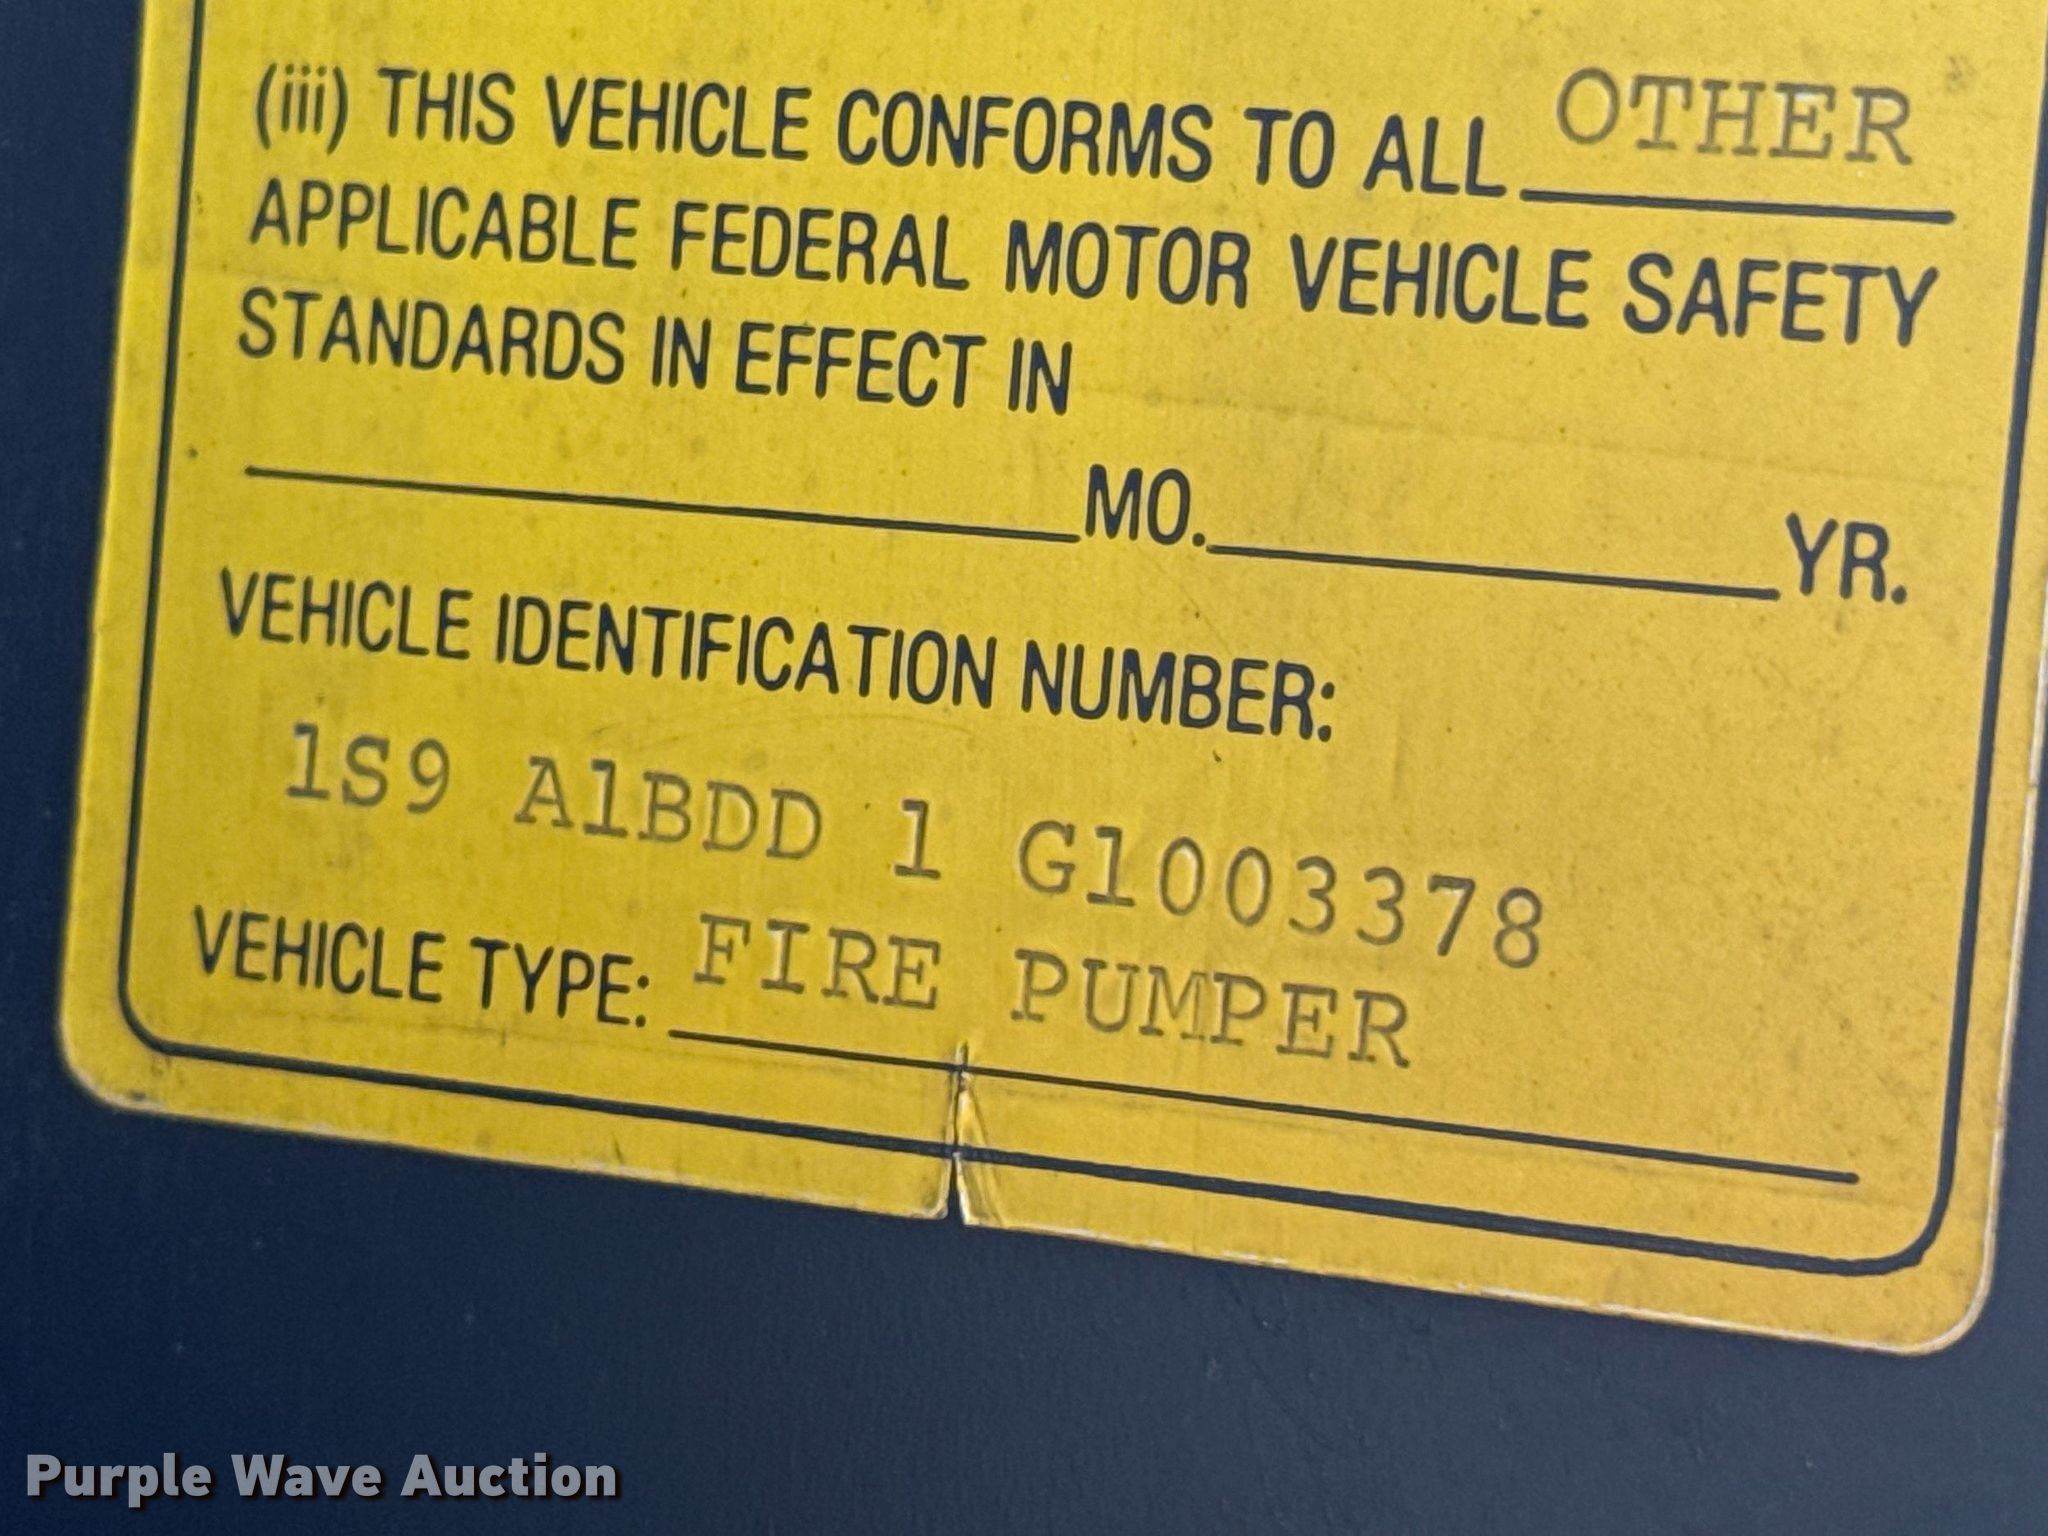 (iii) THIS VEHICLE CONFORMS TO ALL OTHER
APPLICABLE FEDERAL MOTOR VEHICLE SAFETY
STANDARDS IN EFFECT IN
MO. YR.
VEHICLE IDENTIFICATION NUMBER:
1S9 A1BDD 1 G1003378
VEHICLE TYPE: FIRE PUMPER
Purple Wave Auction